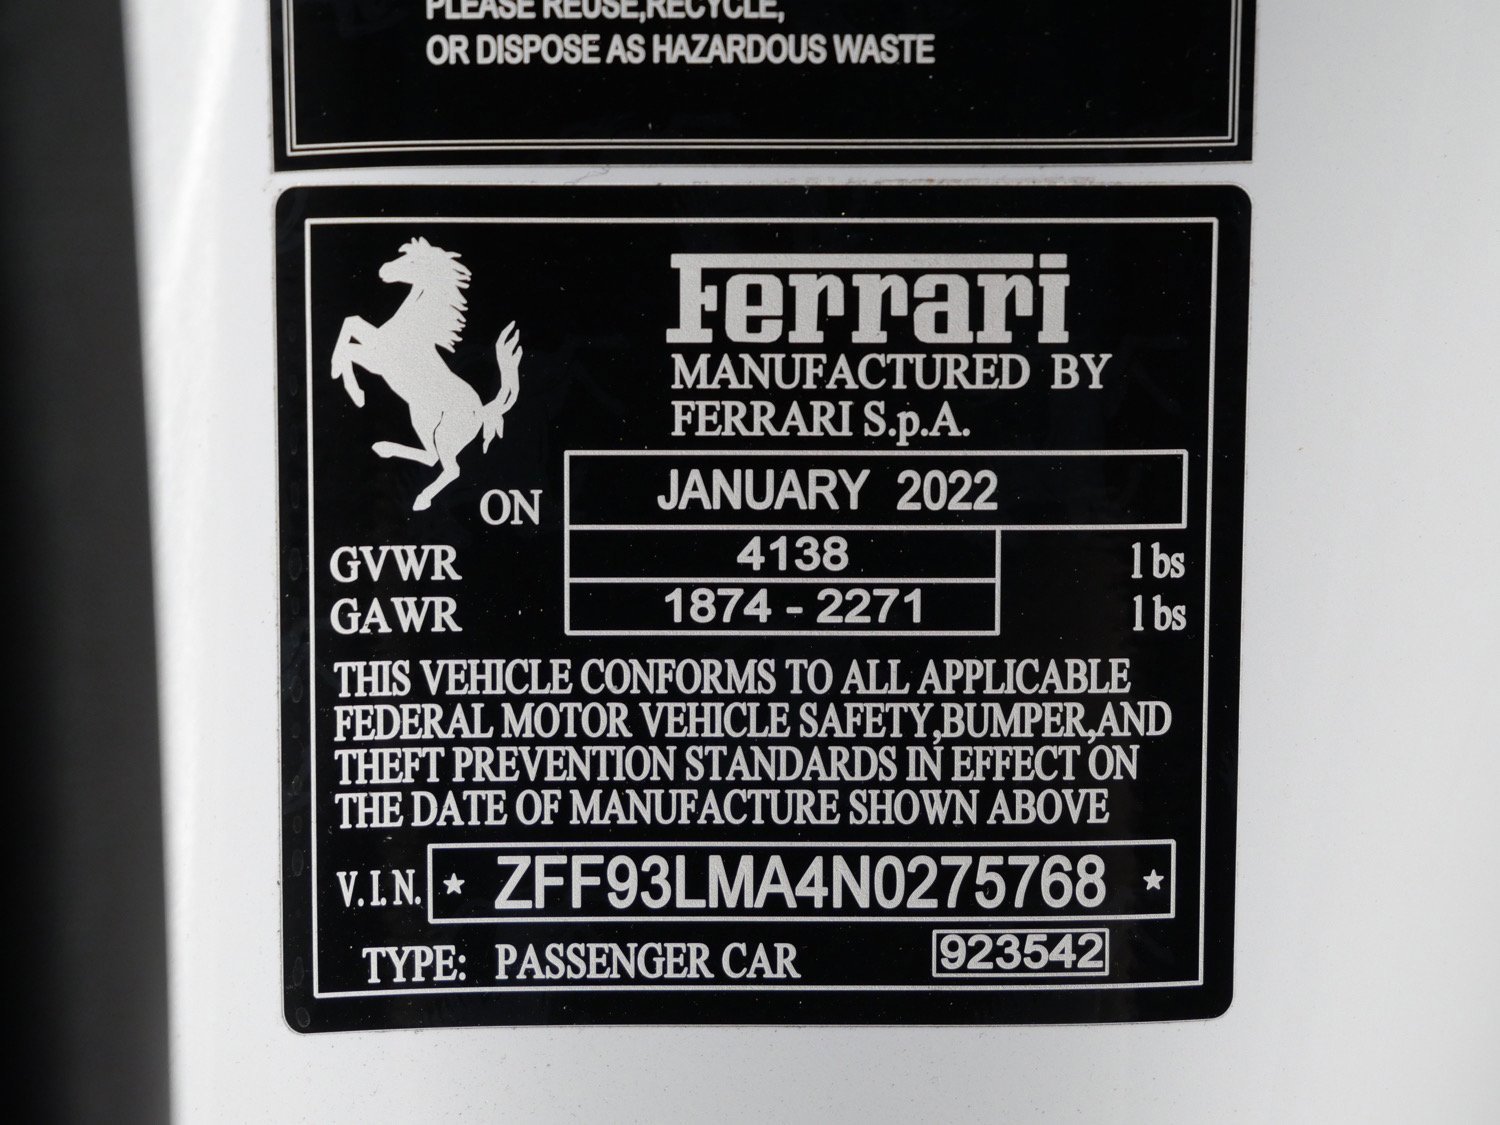 PLEASE REUSE,RECYCLE,
OR DISPOSE AS HAZARDOUS WASTE
Ferrari
MANUFACTURED BY
FERRARI S.p.A.
ON JANUARY 2022
GVWR 4138 lbs
GAWR 1874 - 2271 lbs
THIS VEHICLE CONFORMS TO ALL APPLICABLE
FEDERAL MOTOR VEHICLE SAFETY,BUMPER,AND
THEFT PREVENTION STANDARDS IN EFFECT ON
THE DATE OF MANUFACTURE SHOWN ABOVE
V.I.N. ★ ZFF93LMA4N0275768 ★
TYPE: PASSENGER CAR 923542